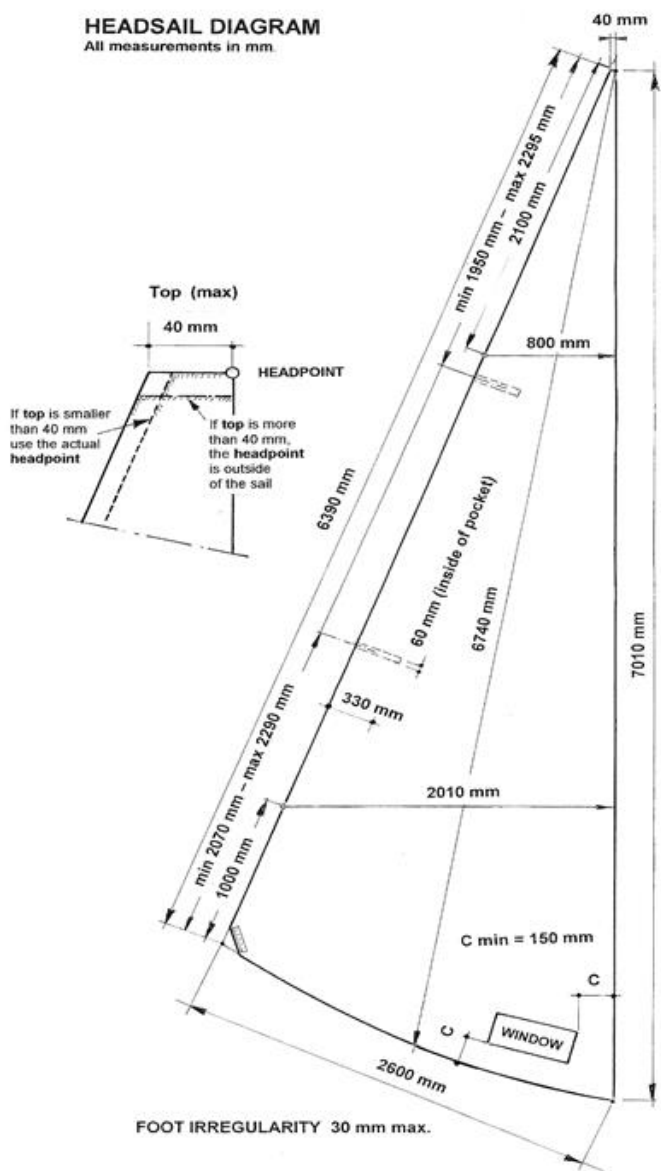 HEADSAIL DIAGRAM
All measurements in mm.
40 mm
min 1950 mm – max 2295 mm
2100 mm
Top (max)
40 mm
HEADPOINT
800 mm
If top is smaller
than 40 mm
use the actual
headpoint
If top is more
than 40 mm,
the headpoint
is outside
of the sail
6390 mm
60 mm (inside of pocket)
6740 mm
7010 mm
330 mm
min 2070 mm – max 2290 mm
1000 mm
2010 mm
C min = 150 mm
C
C
WINDOW
2600 mm
FOOT IRREGULARITY 30 mm max.